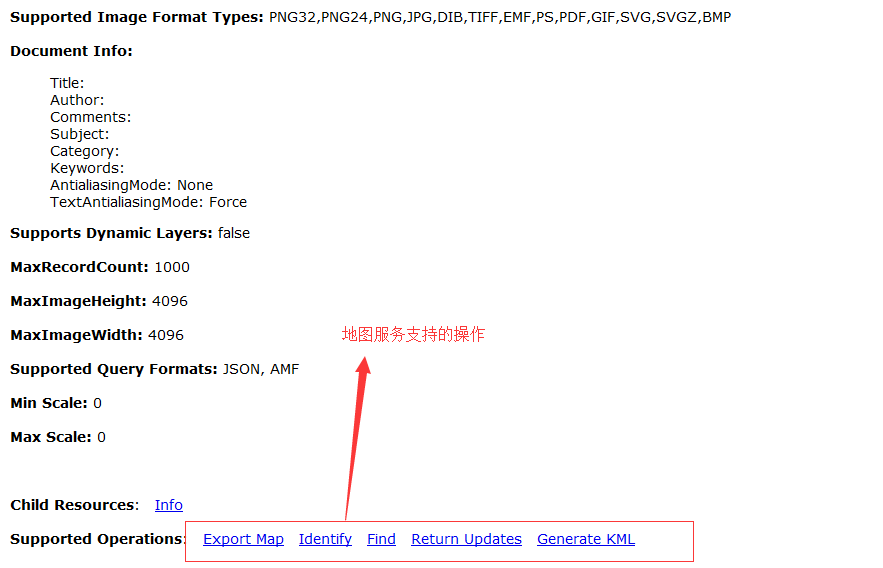 Supported Image Format Types: PNG32,PNG24,PNG,JPG,DIB,TIFF,EMF,PS,PDF,GIF,SVG,SVGZ,BMP
Document Info:
Title:
Author:
Comments:
Subject:
Category:
Keywords:
AntialiasingMode: None
TextAntialiasingMode: Force
Supports Dynamic Layers: false
MaxRecordCount: 1000
MaxImageHeight: 4096
MaxImageWidth: 4096
地图服务支持的操作
Supported Query Formats: JSON, AMF
Min Scale: 0
Max Scale: 0
Child Resources: Info
Supported Operations: Export Map Identify Find Return Updates Generate KML